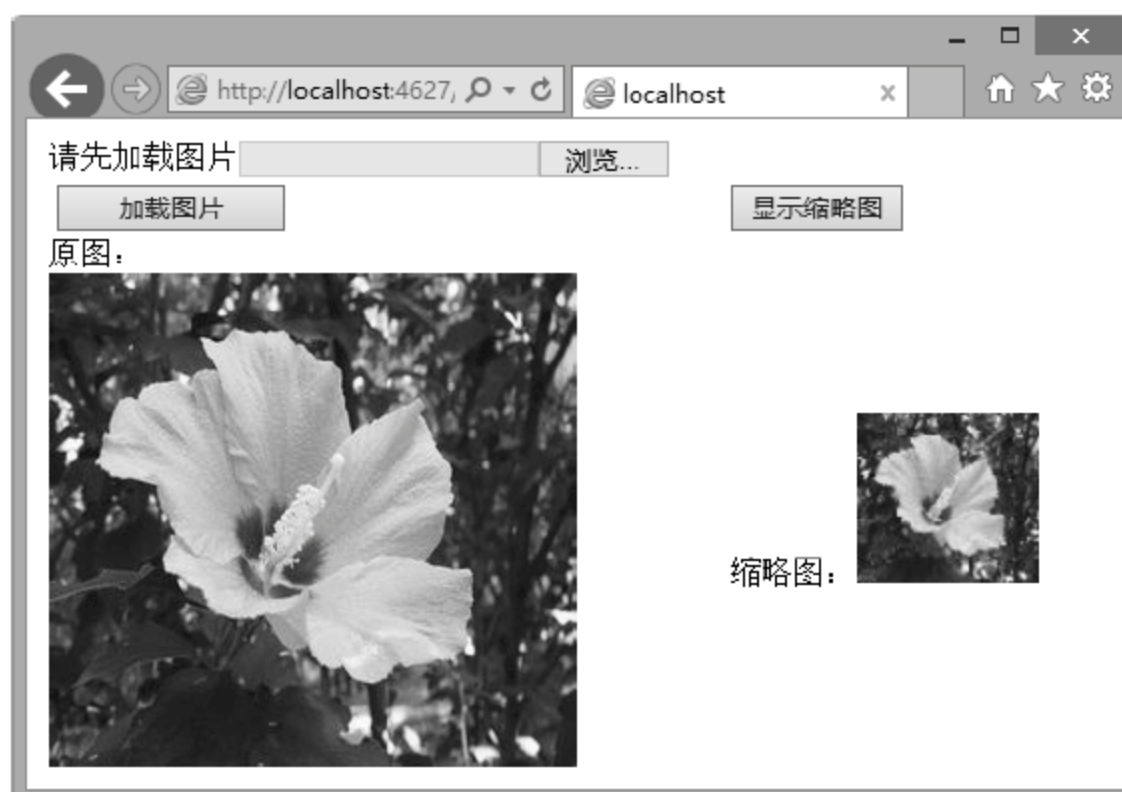 http://localhost:4627,
localhost
请先加载图片 浏览...
加载图片 显示缩略图
原图：
缩略图：